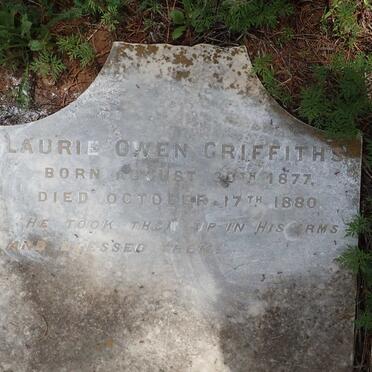 LAURIE OWEN GRIFFITHS
BORN AUGUST 30TH 1877.
DIED OCTOBER 17TH 1880.
HE TOOK THEM UP IN HIS ARMS
AND BLESSED THEM.